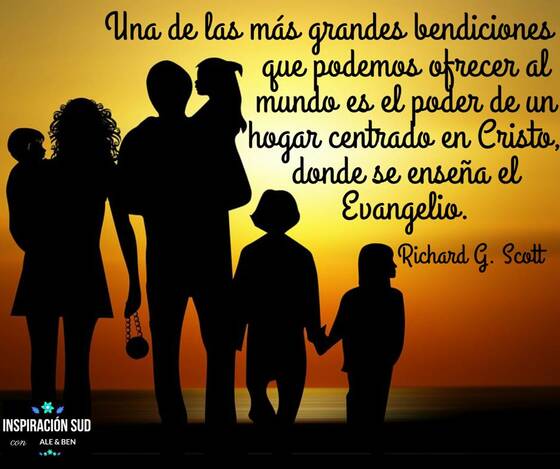 Una de las más grandes bendiciones
que podemos ofrecer al
mundo es el poder de un
hogar centrado en Cristo,
donde se enseña el
Evangelio.
Richard G. Scott
INSPIRACIÓN SUD
con ALE & BEN